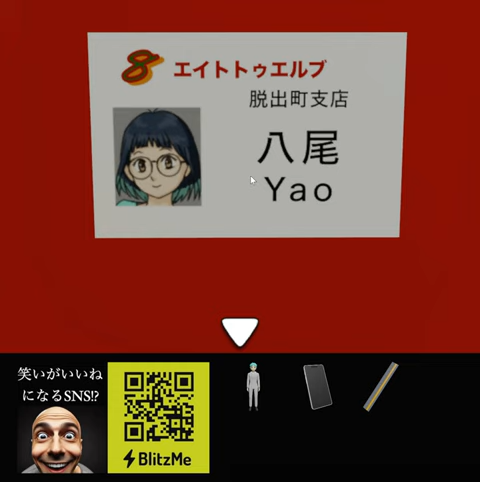 8 エイトトゥエルブ
脱出町支店
八尾
Yao
笑いがいいね
になるSNS!?
BlitzMe